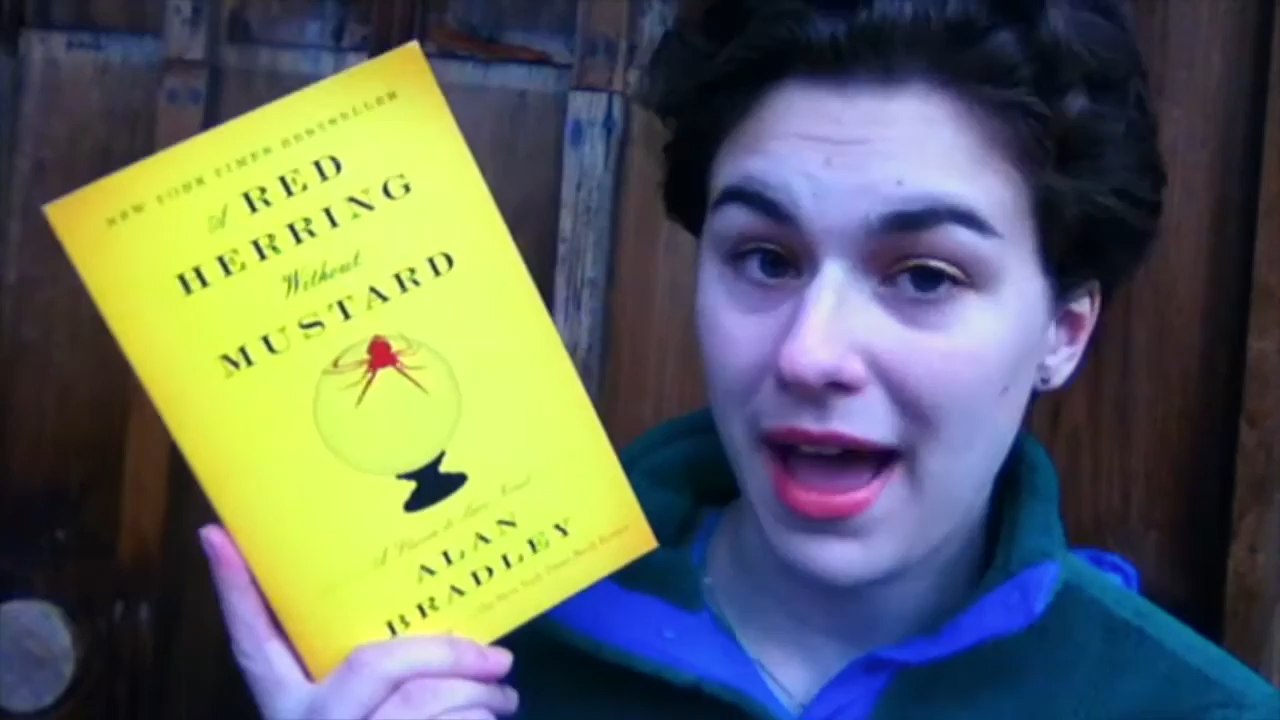 NEW YORK TIMES BESTSELLER
A RED
HERRING
Without
MUSTARD
A Flavia de Luce Novel
ALAN
BRADLEY